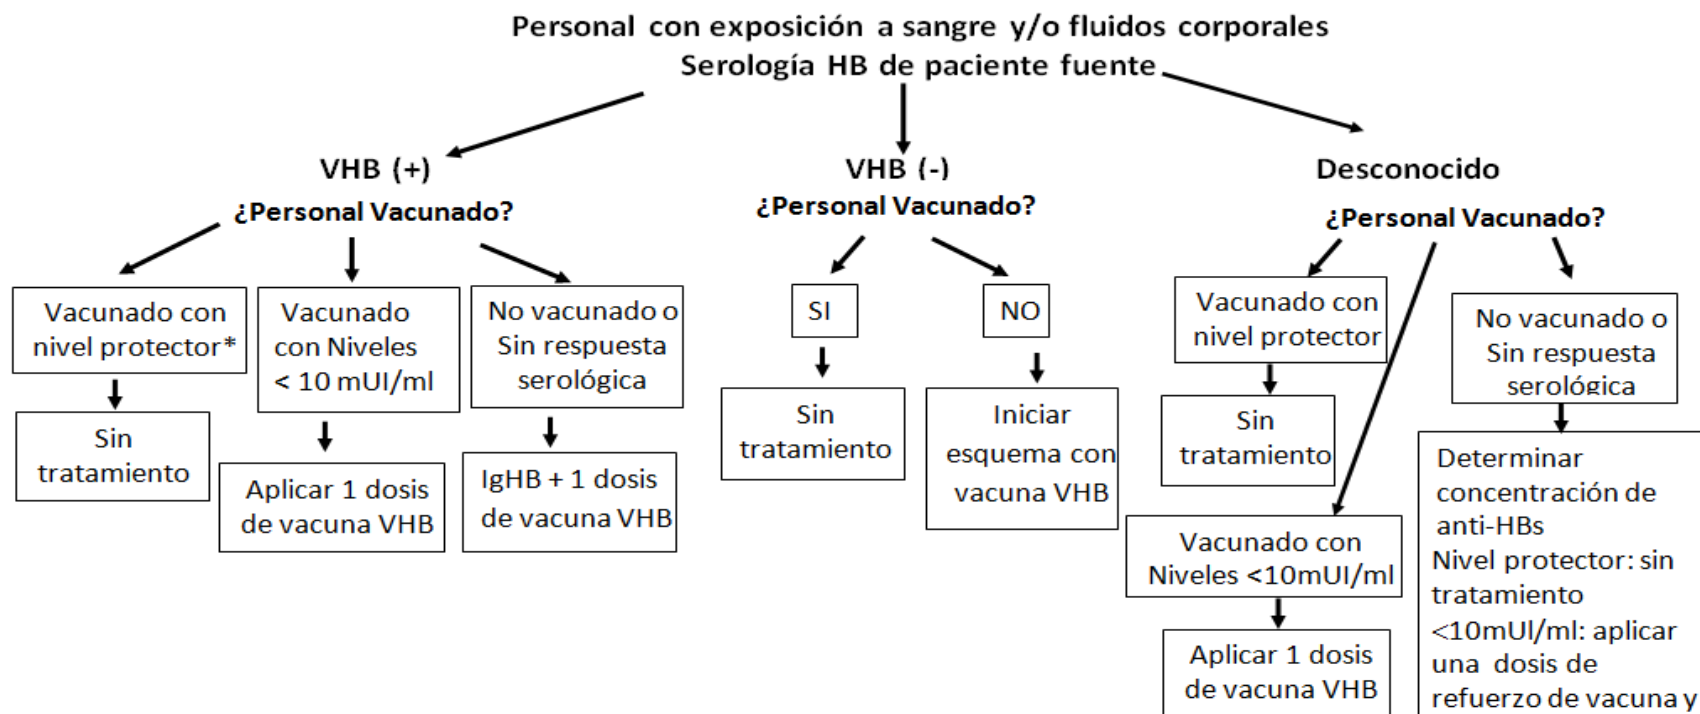 Personal con exposición a sangre y/o fluidos corporales
Serología HB de paciente fuente
VHB (+)
¿Personal Vacunado?
Vacunado con
nivel protector*
Sin
tratamiento
Vacunado
con Niveles
< 10 mUI/ml
Aplicar 1 dosis
de vacuna VHB
No vacunado o
Sin respuesta
serológica
IgHB + 1 dosis
de vacuna VHB
VHB (-)
¿Personal Vacunado?
SI
Sin
tratamiento
NO
Iniciar
esquema con
vacuna VHB
Desconocido
¿Personal Vacunado?
Vacunado con
nivel protector
Sin
tratamiento
Vacunado con
Niveles <10mUI/ml
Aplicar 1 dosis
de vacuna VHB
No vacunado o
Sin respuesta
serológica
Determinar
concentración de
anti-HBs
Nivel protector: sin
tratamiento
<10mUl/ml: aplicar
una dosis de
refuerzo de vacuna y